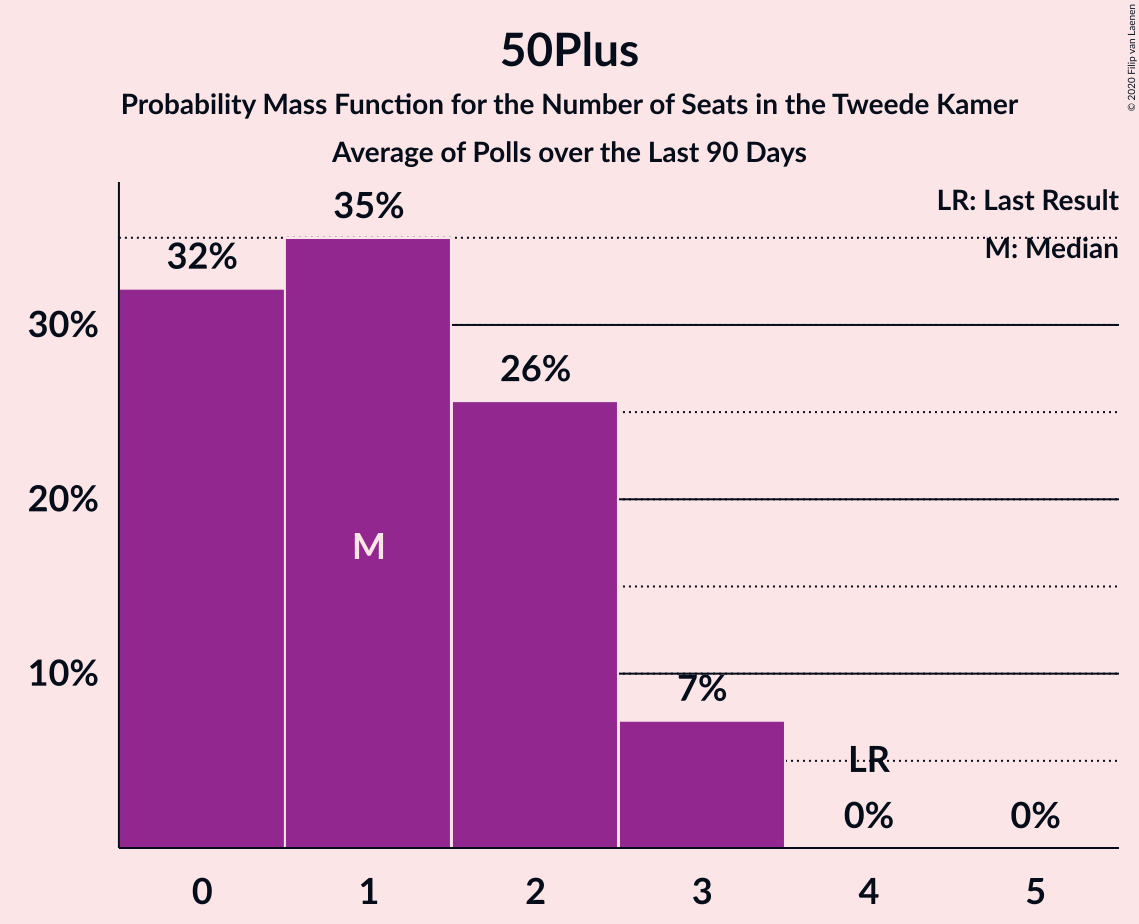 50Plus
Probability Mass Function for the Number of Seats in the Tweede Kamer
Average of Polls over the Last 90 Days
© 2020 Filip van Laenen
LR: Last Result
M: Median
35%
32%
30%
26%
20%
M
10%
7%
LR
0%
0%
0
1
2
3
4
5